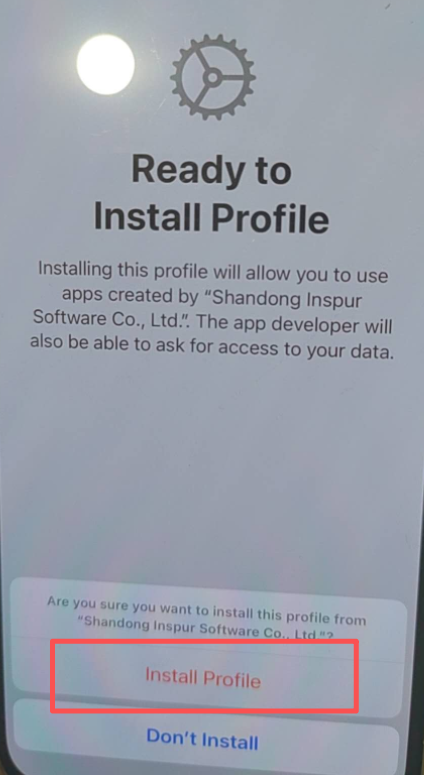 Ready to
Install Profile
Installing this profile will allow you to use
apps created by “Shandong Inspur
Software Co., Ltd.”. The app developer will
also be able to ask for access to your data.
Are you sure you want to install this profile from
“Shandong Inspur Software Co., Ltd.”?
Install Profile
Don’t Install